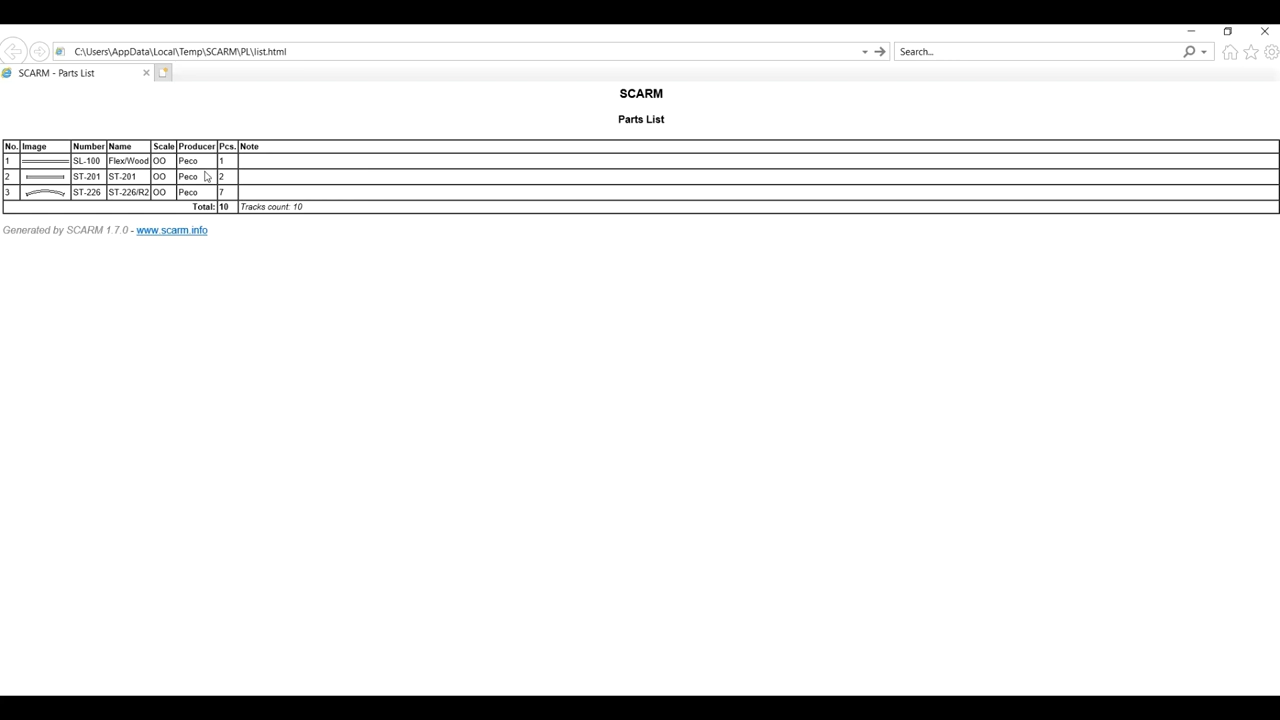 C:\Users\AppData\Local\Temp\SCARM\PL\list.html
Search...
SCARM - Parts List
SCARM
Parts List
No. Image Number Name Scale Producer Pcs. Note
1 SL-100 Flex/Wood OO Peco 1
2 ST-201 ST-201 OO Peco 2
3 ST-226 ST-226/R2 OO Peco 7
Total: 10 Tracks count: 10
Generated by SCARM 1.7.0 - www.scarm.info